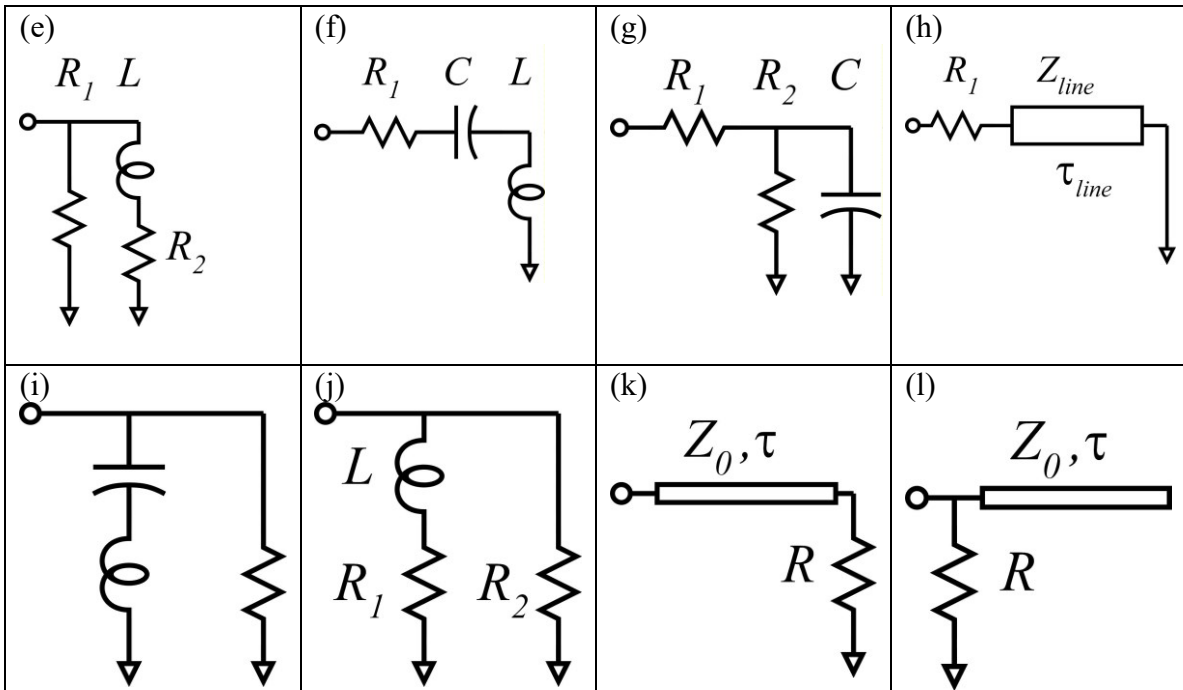 (e)
R1 L
R2
(f)
R1 C L
(g)
R1 R2 C
(h)
R1 Zline
τline
(i)
(j)
L
R1 R2
(k)
Z0,τ
R
(l)
Z0,τ
R